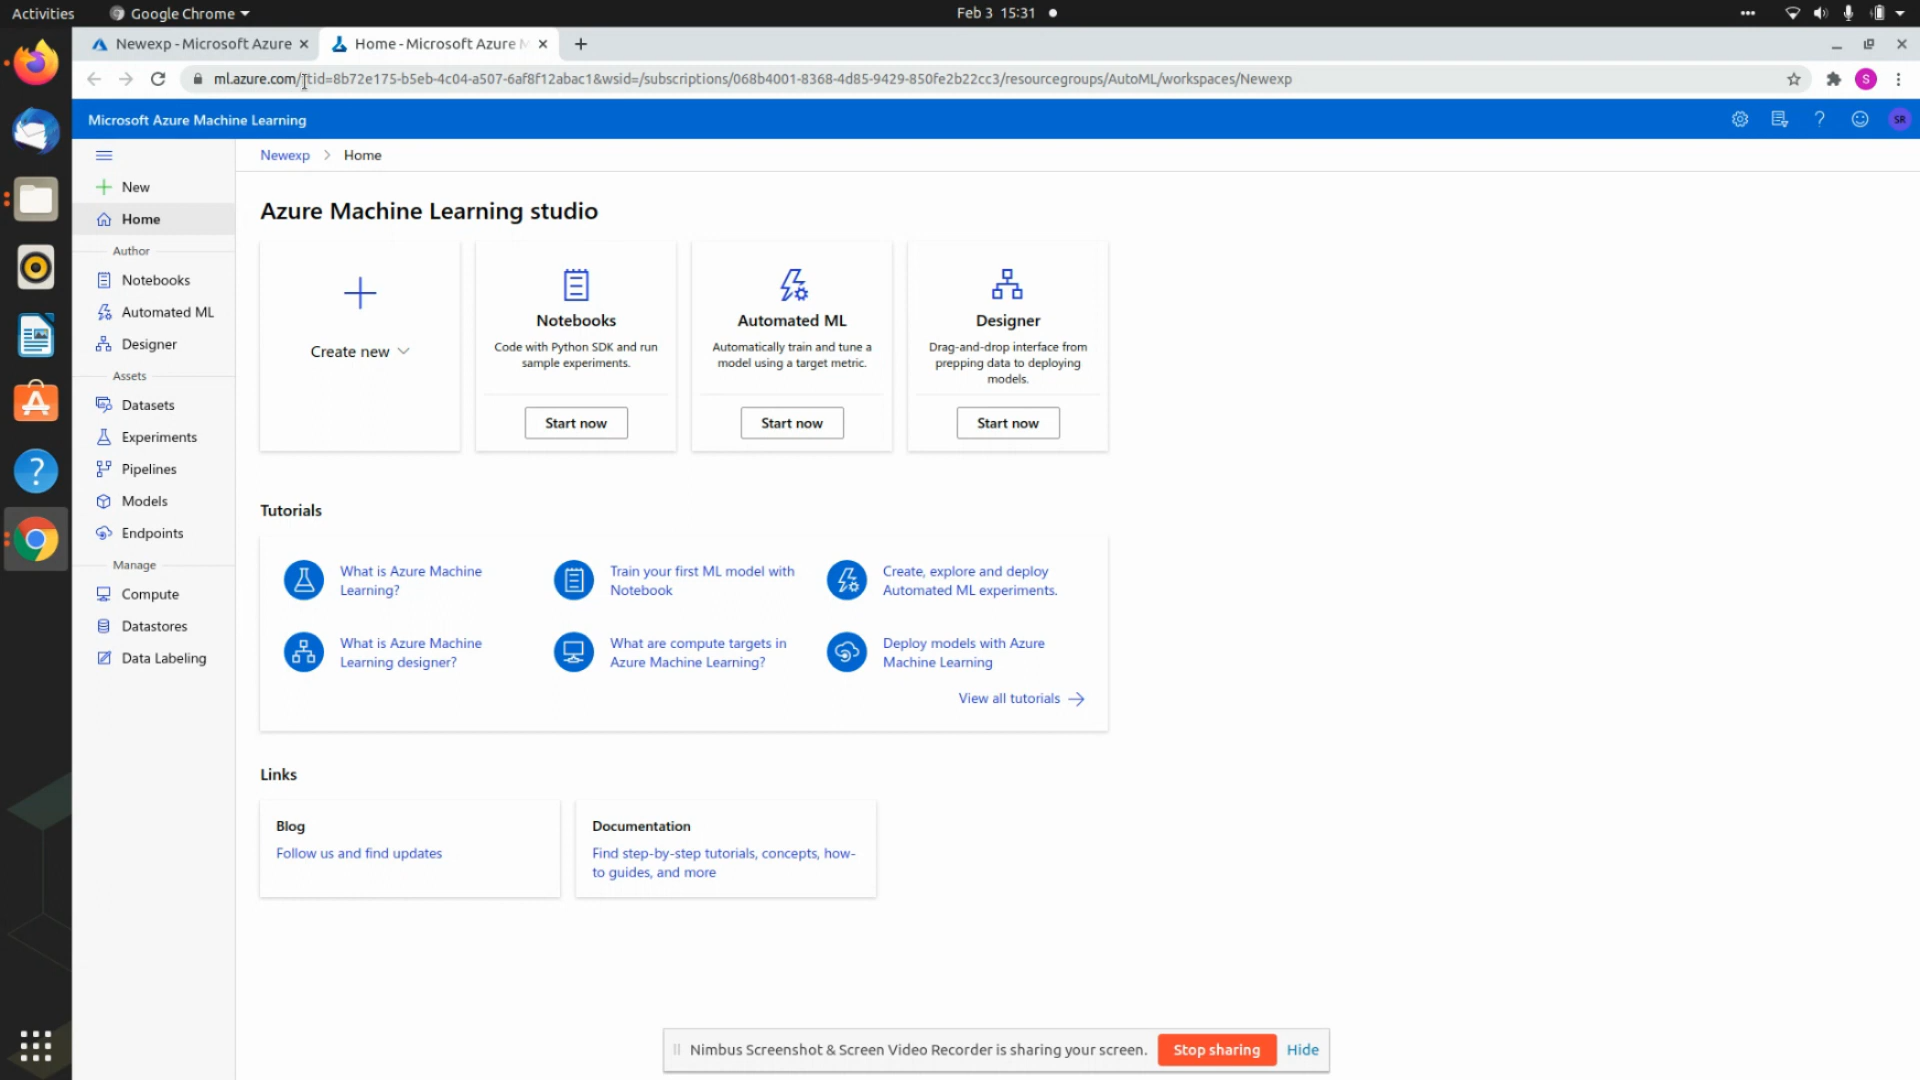 Activities
Google Chrome
Feb 3 15:31
Newexp - Microsoft Azure
Home - Microsoft Azure M
ml.azure.com/?tid=8b72e175-b5eb-4c04-a507-6af8f12abac1&wsid=/subscriptions/068b4001-8368-4d85-9429-850fe2b22cc3/resourcegroups/AutoML/workspaces/Newexp
S
Microsoft Azure Machine Learning
SR
Newexp > Home
New
Home
Author
Notebooks
Automated ML
Designer
Assets
Datasets
Experiments
Pipelines
Models
Endpoints
Manage
Compute
Datastores
Data Labeling
Azure Machine Learning studio
Create new
Notebooks
Code with Python SDK and run
sample experiments.
Start now
Automated ML
Automatically train and tune a
model using a target metric.
Start now
Designer
Drag-and-drop interface from
prepping data to deploying
models.
Start now
Tutorials
What is Azure Machine
Learning?
Train your first ML model with
Notebook
Create, explore and deploy
Automated ML experiments.
What is Azure Machine
Learning designer?
What are compute targets in
Azure Machine Learning?
Deploy models with Azure
Machine Learning
View all tutorials
Links
Blog
Follow us and find updates
Documentation
Find step-by-step tutorials, concepts, how-
to guides, and more
Nimbus Screenshot & Screen Video Recorder is sharing your screen.
Stop sharing
Hide